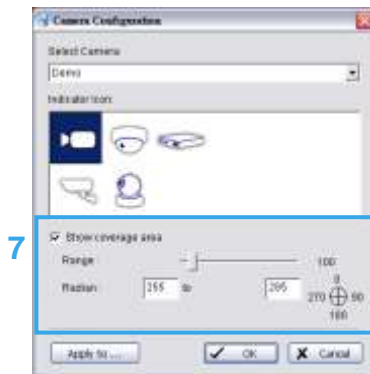 Camera Configuration
Select Camera
Demo
Indicator Icon:
7
Show coverage area
Range
100
Radian
255 to 285
0
270 90
180
Apply to ...
OK
Cancel